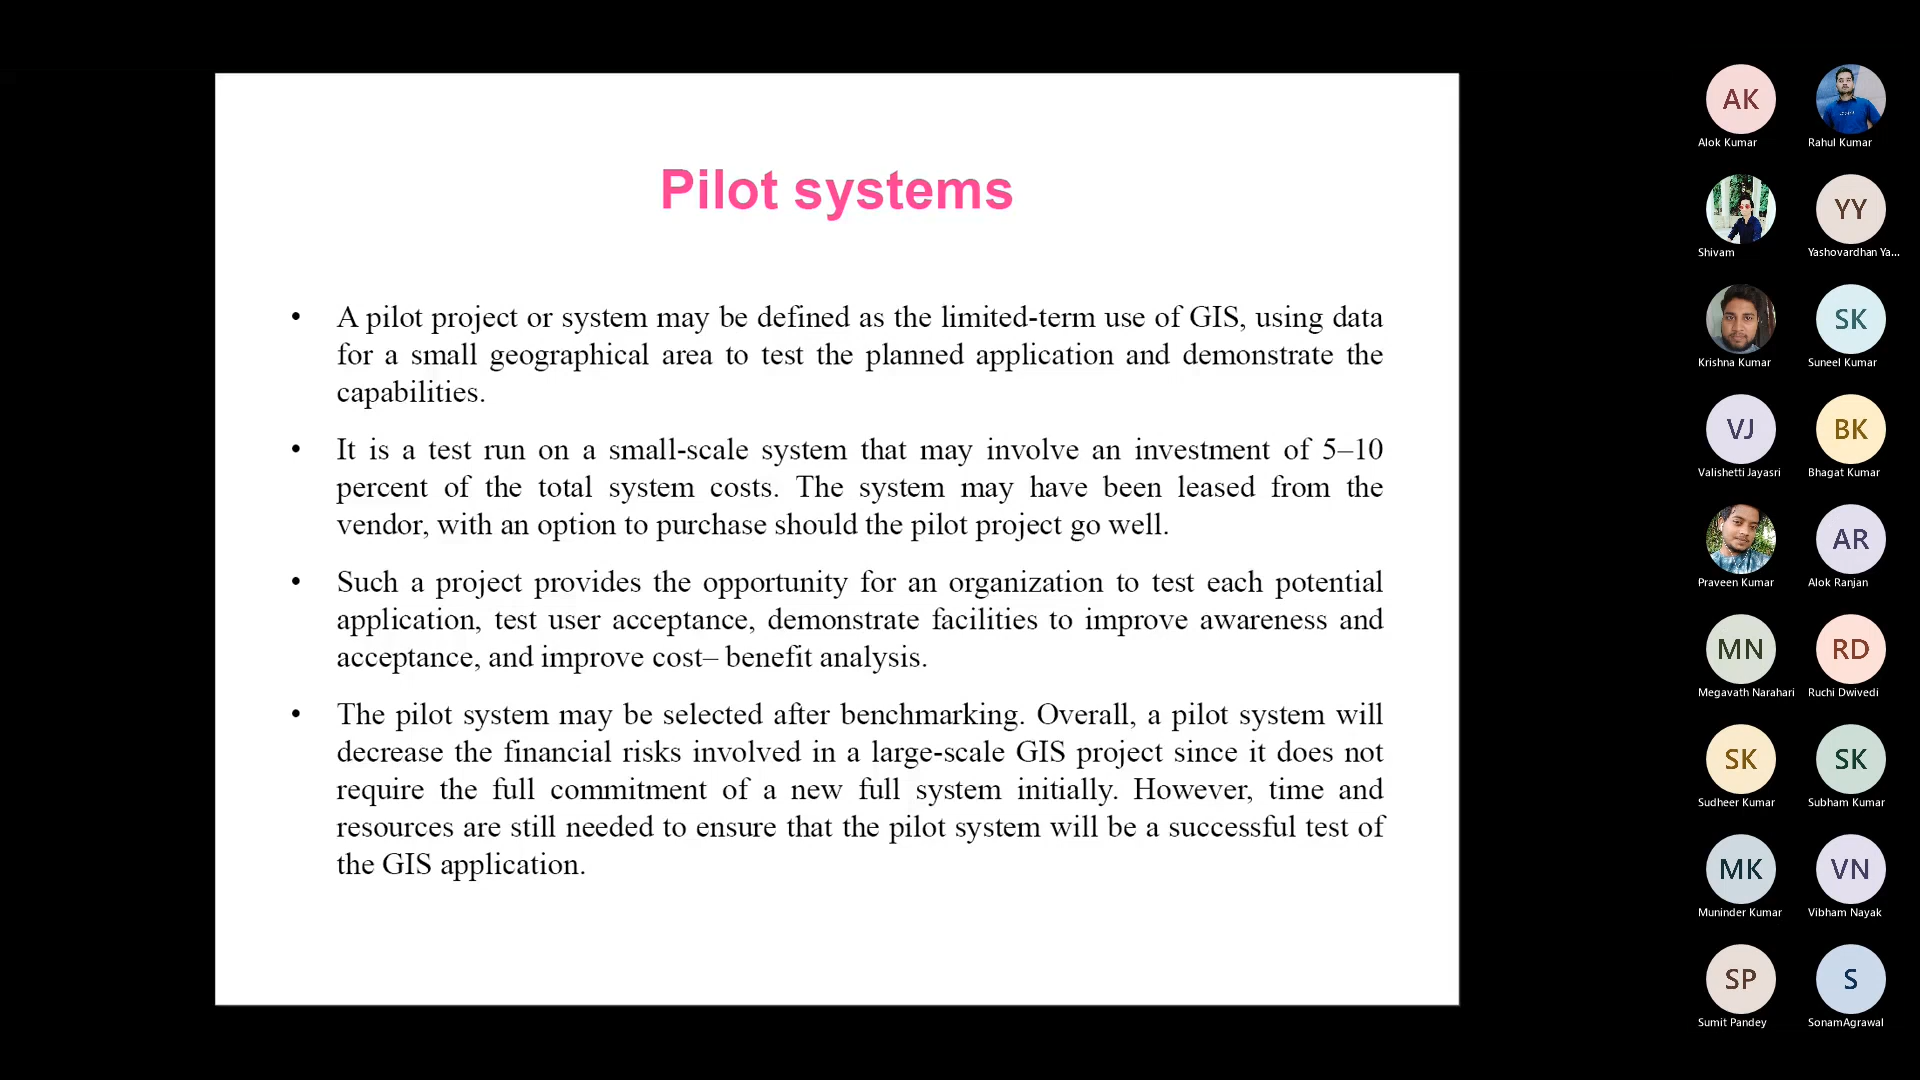 Pilot systems
• A pilot project or system may be defined as the limited-term use of GIS, using data
for a small geographical area to test the planned application and demonstrate the
capabilities.
• It is a test run on a small-scale system that may involve an investment of 5–10
percent of the total system costs. The system may have been leased from the
vendor, with an option to purchase should the pilot project go well.
• Such a project provides the opportunity for an organization to test each potential
application, test user acceptance, demonstrate facilities to improve awareness and
acceptance, and improve cost– benefit analysis.
• The pilot system may be selected after benchmarking. Overall, a pilot system will
decrease the financial risks involved in a large-scale GIS project since it does not
require the full commitment of a new full system initially. However, time and
resources are still needed to ensure that the pilot system will be a successful test of
the GIS application.
AK
Alok Kumar
Rahul Kumar
Shivam
YY
Yashovardhan Ya...
Krishna Kumar
SK
Suneel Kumar
VJ
Valishetti Jayasri
BK
Bhagat Kumar
Praveen Kumar
AR
Alok Ranjan
MN
Megavath Narahari
RD
Ruchi Dwivedi
SK
Sudheer Kumar
SK
Subham Kumar
MK
Muninder Kumar
VN
Vibham Nayak
SP
Sumit Pandey
S
SonamAgrawal